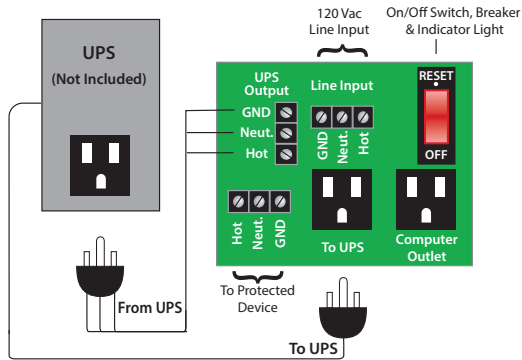 120 Vac
Line Input
On/Off Switch, Breaker
& Indicator Light
UPS
(Not Included)
UPS
Output
GND
Neut.
Hot
Line Input
GND
Neut.
Hot
RESET
OFF
Hot
Neut.
GND
To UPS
Computer
Outlet
To Protected
Device
From UPS
To UPS